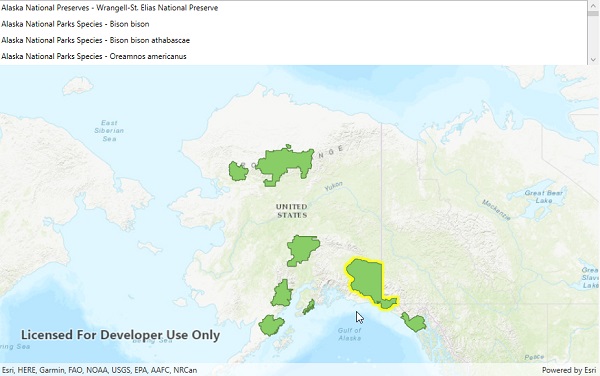 Alaska National Preserves - Wrangell-St. Elias National Preserve
Alaska National Parks Species - Bison bison
Alaska National Parks Species - Bison bison athabascae
Alaska National Parks Species - Oreamnos americanus
East
Siberian
Sea
Yukon
UNITED
STATES
Mackenzie
Great Bear
Lake
Great
Slave
Lake
Peace
Gulf of
Alaska
Licensed For Developer Use Only
Esri, HERE, Garmin, FAO, NOAA, USGS, EPA, AAFC, NRCan
Powered by Esri